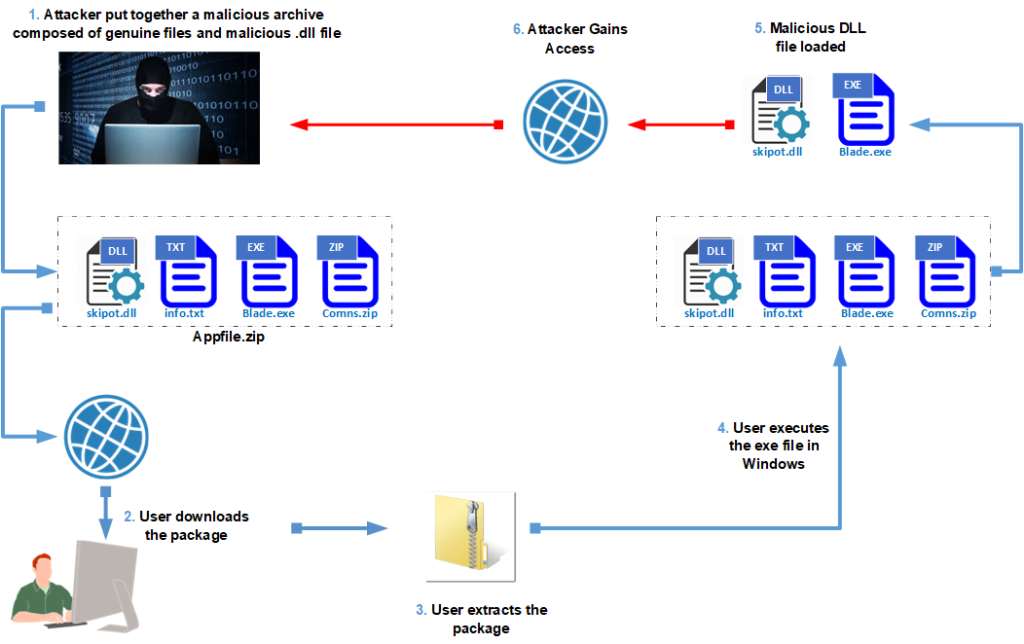 1. Attacker put together a malicious archive
composed of genuine files and malicious .dll file
6. Attacker Gains
Access
5. Malicious DLL
file loaded
DLL
skipot.dll
EXE
Blade.exe
DLL
skipot.dll
TXT
info.txt
EXE
Blade.exe
ZIP
Comns.zip
Appfile.zip
DLL
skipot.dll
TXT
info.txt
EXE
Blade.exe
ZIP
Comns.zip
4. User executes
the exe file in
Windows
2. User downloads
the package
3. User extracts the
package